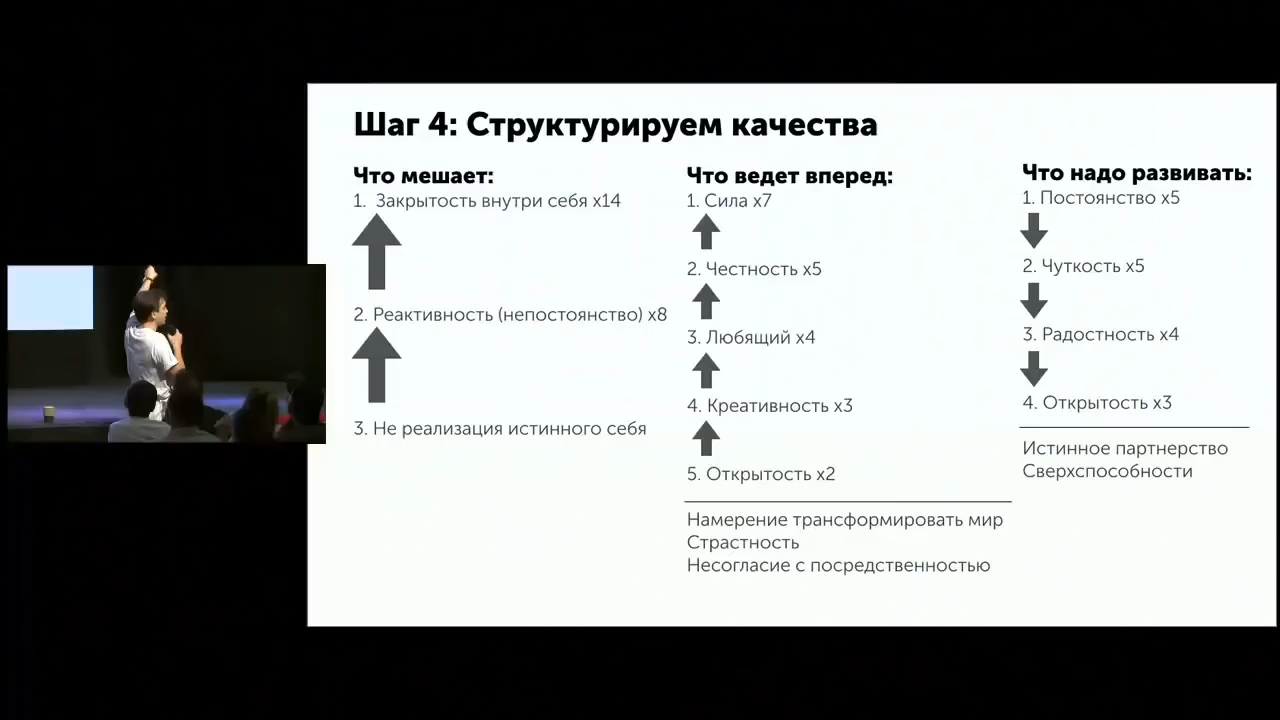 Шаг 4: Структурируем качества
Что мешает:
1. Закрытость внутри себя x14
2. Реактивность (непостоянство) x8
3. Не реализация истинного себя
Что ведет вперед:
1. Сила x7
2. Честность x5
3. Любящий x4
4. Креативность x3
5. Открытость x2
Намерение трансформировать мир
Страстность
Несогласие с посредственностью
Что надо развивать:
1. Постоянство x5
2. Чуткость x5
3. Радостность x4
4. Открытость x3
Истинное партнерство
Сверхспособности